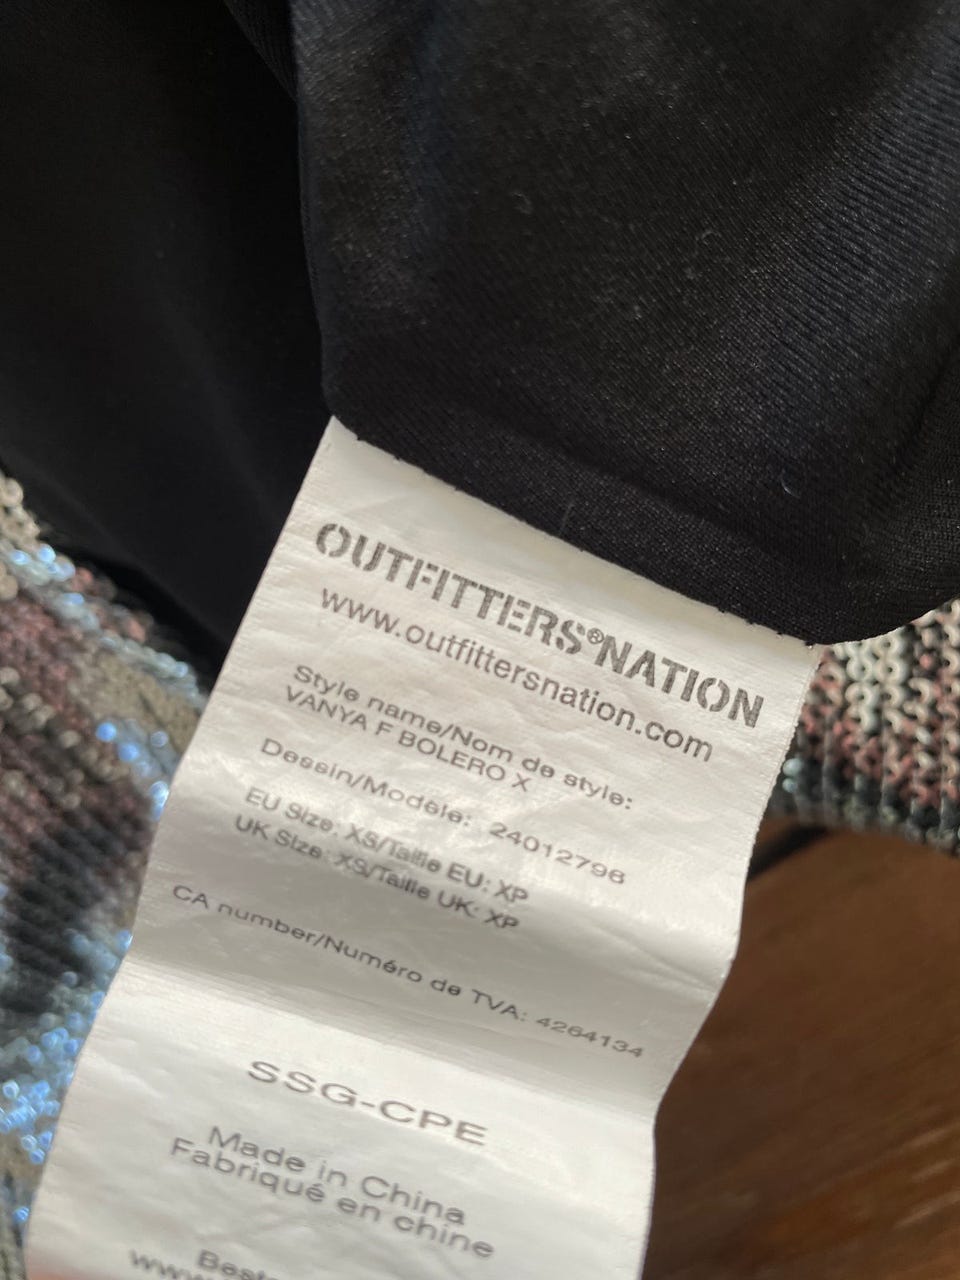 OUTFITTERS®NATION
www.outfittersnation.com
Style name/Nom de style:
VANYA F BOLERO X
Dessin/Modèle: 24012796
EU Size: XS/Taille EU: XP
UK Size: XS/Taille UK: XP
CA number/Numéro de TVA: 4264134
SSG-CPE
Made in China
Fabriqué en chine